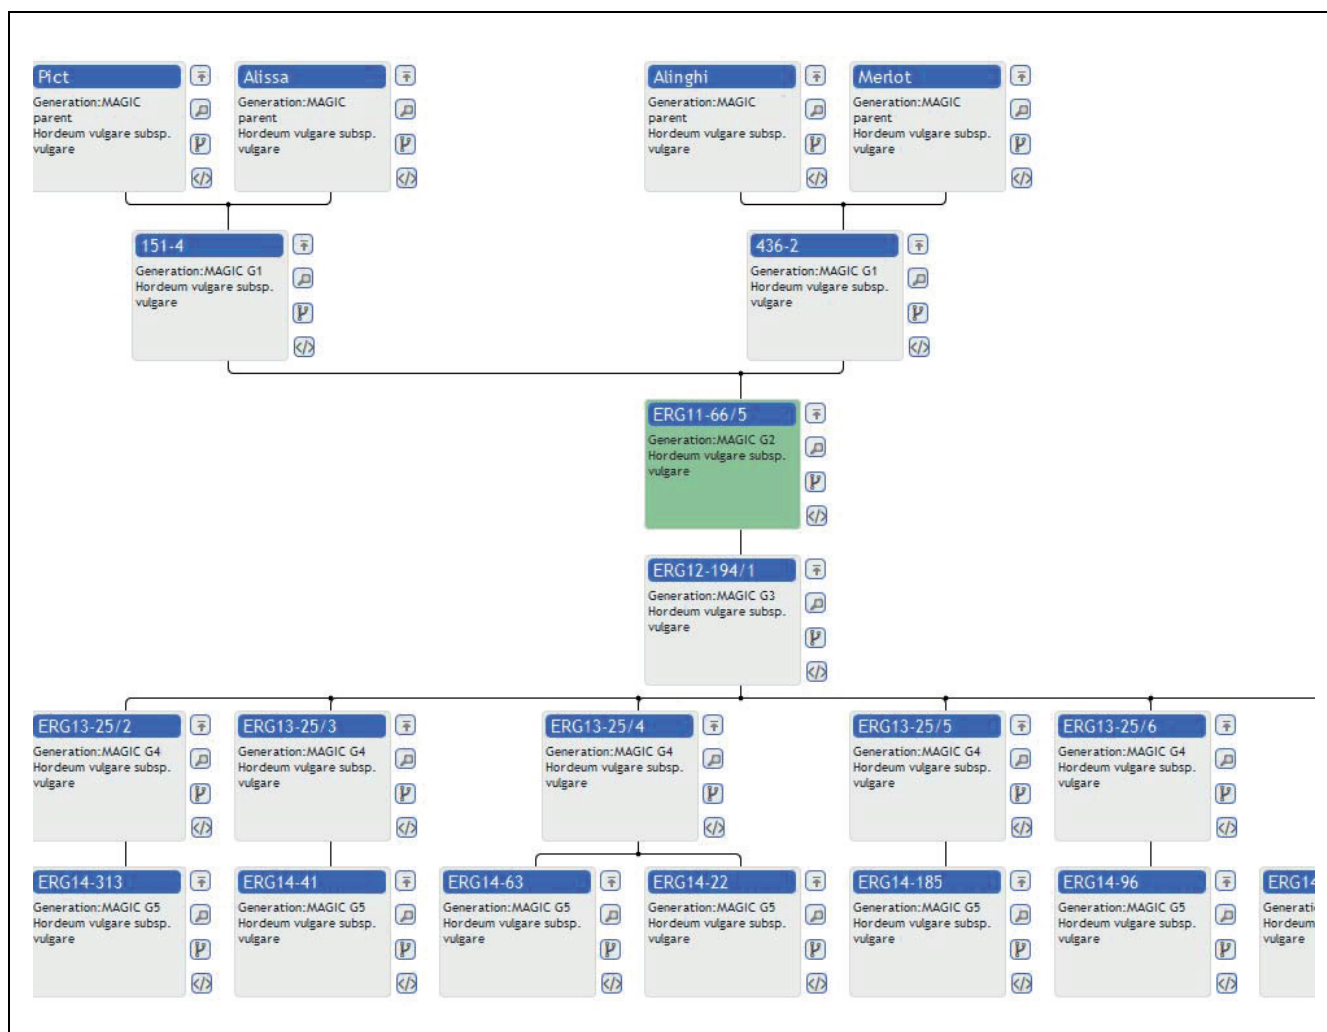 Pict
Generation:MAGIC
parent
Hordeum vulgare subsp.
vulgare
Alissa
Generation:MAGIC
parent
Hordeum vulgare subsp.
vulgare
Alinghi
Generation:MAGIC
parent
Hordeum vulgare subsp.
vulgare
Merlot
Generation:MAGIC
parent
Hordeum vulgare subsp.
vulgare
151-4
Generation:MAGIC G1
Hordeum vulgare subsp.
vulgare
436-2
Generation:MAGIC G1
Hordeum vulgare subsp.
vulgare
ERG11-66/5
Generation:MAGIC G2
Hordeum vulgare subsp.
vulgare
ERG12-194/1
Generation:MAGIC G3
Hordeum vulgare subsp.
vulgare
ERG13-25/2
Generation:MAGIC G4
Hordeum vulgare subsp.
vulgare
ERG13-25/3
Generation:MAGIC G4
Hordeum vulgare subsp.
vulgare
ERG13-25/4
Generation:MAGIC G4
Hordeum vulgare subsp.
vulgare
ERG13-25/5
Generation:MAGIC G4
Hordeum vulgare subsp.
vulgare
ERG13-25/6
Generation:MAGIC G4
Hordeum vulgare subsp.
vulgare
ERG14-313
Generation:MAGIC G5
Hordeum vulgare subsp.
vulgare
ERG14-41
Generation:MAGIC G5
Hordeum vulgare subsp.
vulgare
ERG14-63
Generation:MAGIC G5
Hordeum vulgare subsp.
vulgare
ERG14-22
Generation:MAGIC G5
Hordeum vulgare subsp.
vulgare
ERG14-185
Generation:MAGIC G5
Hordeum vulgare subsp.
vulgare
ERG14-96
Generation:MAGIC G5
Hordeum vulgare subsp.
vulgare
ERG14
Generati
Hordeum
vulgare